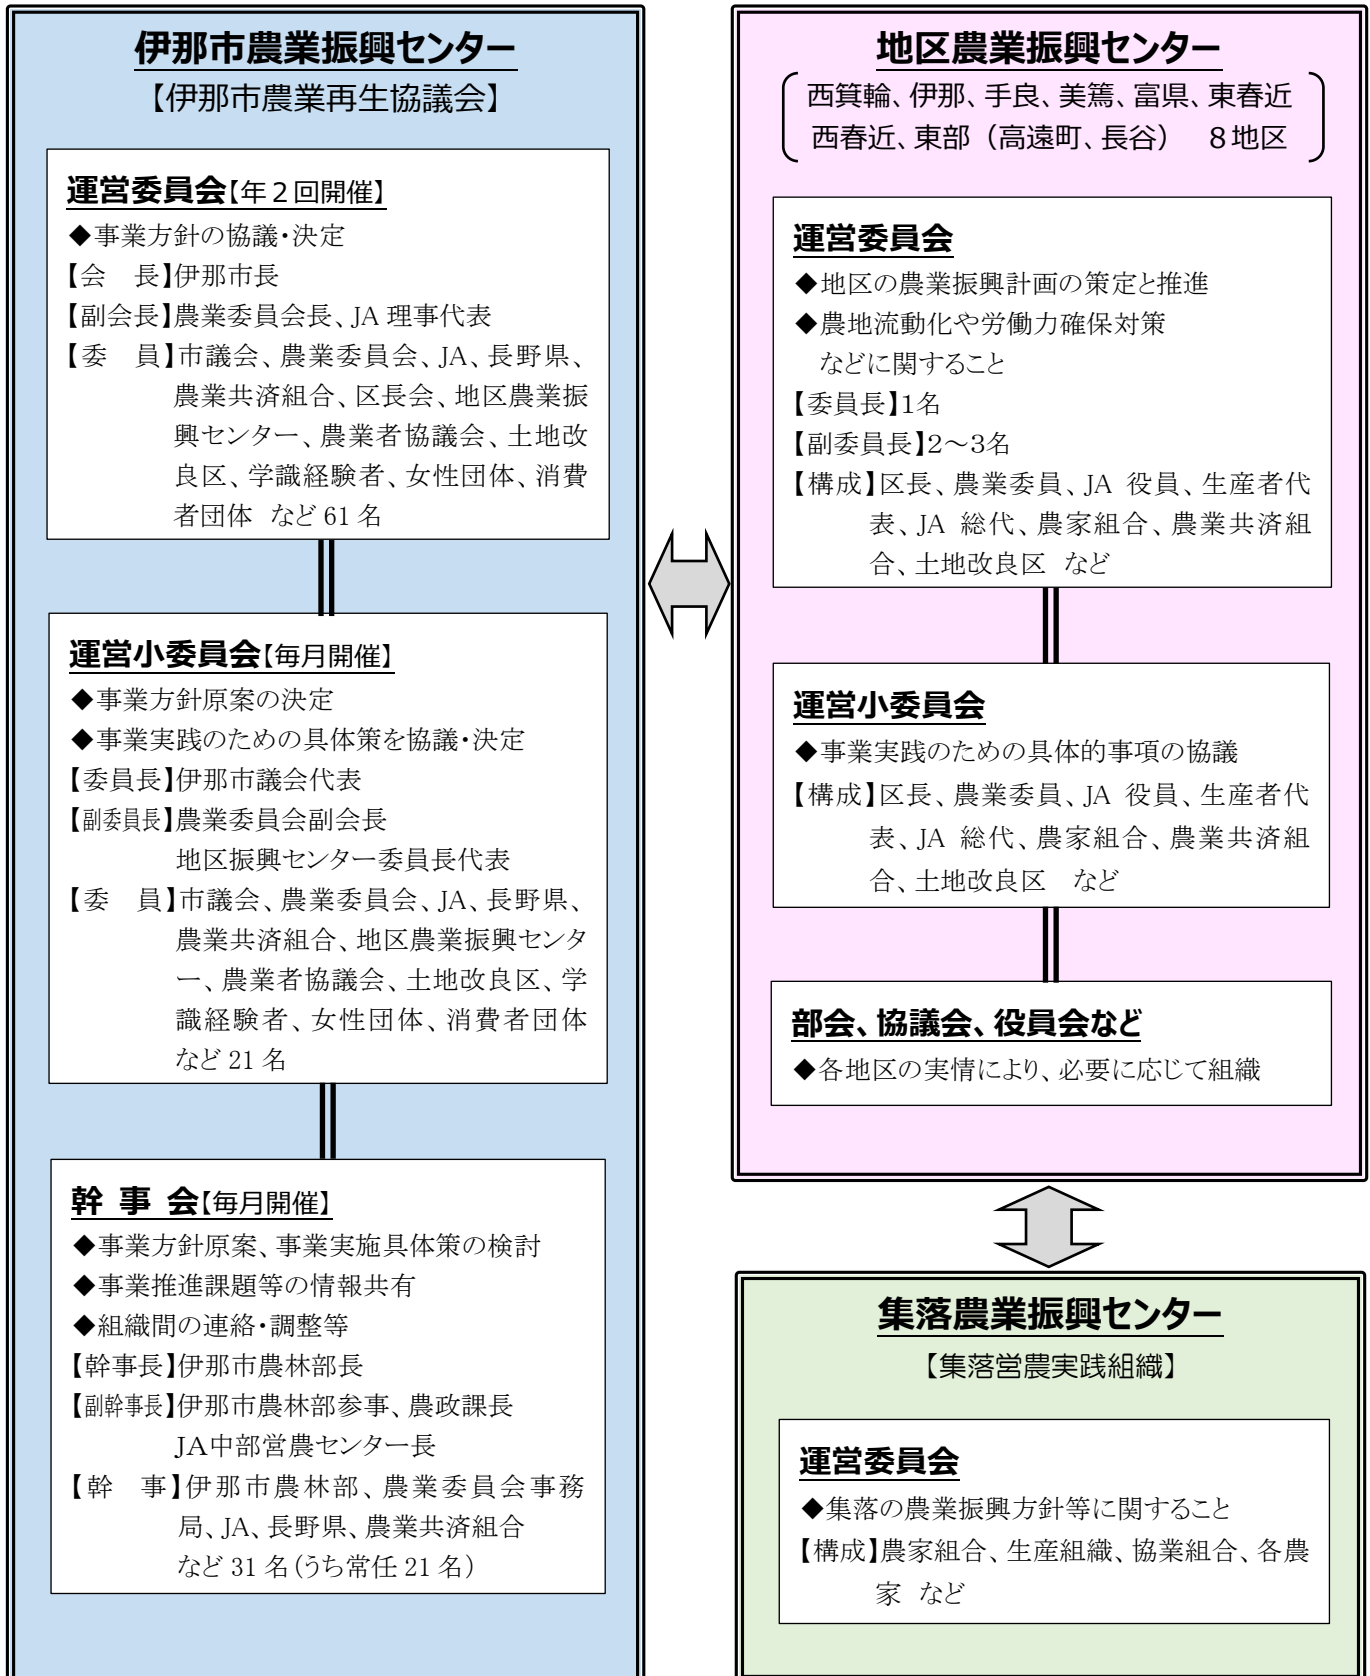 伊那市農業振興センター
【伊那市農業再生協議会】
運営委員会【年２回開催】
◆事業方針の協議・決定
【会　長】伊那市長
【副会長】農業委員会長、JA 理事代表
【委　員】市議会、農業委員会、JA、長野県、
農業共済組合、区長会、地区農業振
興センター、農業者協議会、土地改
良区、学識経験者、女性団体、消費
者団体 など 61 名
運営小委員会【毎月開催】
◆事業方針原案の決定
◆事業実践のための具体策を協議・決定
【委員長】伊那市議会代表
【副委員長】農業委員会副会長
地区振興センター委員長代表
【委　員】市議会、農業委員会、JA、長野県、
農業共済組合、地区農業振興センタ
ー、農業者協議会、土地改良区、学
識経験者、女性団体、消費者団体
など 21 名
幹 事 会【毎月開催】
◆事業方針原案、事業実施具体策の検討
◆事業推進課題等の情報共有
◆組織間の連絡・調整等
【幹事長】伊那市農林部長
【副幹事長】伊那市農林部参事、農政課長
JA中部営農センター長
【幹　事】伊那市農林部、農業委員会事務
局、JA、長野県、農業共済組合
など 31 名（うち常任 21 名）
地区農業振興センター
西箕輪、伊那、手良、美篶、富県、東春近
西春近、東部（高遠町、長谷）　８地区
運営委員会
◆地区の農業振興計画の策定と推進
◆農地流動化や労働力確保対策
などに関すること
【委員長】1名
【副委員長】2～3名
【構成】区長、農業委員、JA 役員、生産者代
表、JA 総代、農家組合、農業共済組
合、土地改良区 など
運営小委員会
◆事業実践のための具体的事項の協議
【構成】区長、農業委員、JA 役員、生産者代
表、JA 総代、農家組合、農業共済組
合、土地改良区　など
部会、協議会、役員会など
◆各地区の実情により、必要に応じて組織
集落農業振興センター
【集落営農実践組織】
運営委員会
◆集落の農業振興方針等に関すること
【構成】農家組合、生産組織、協業組合、各農
家 など